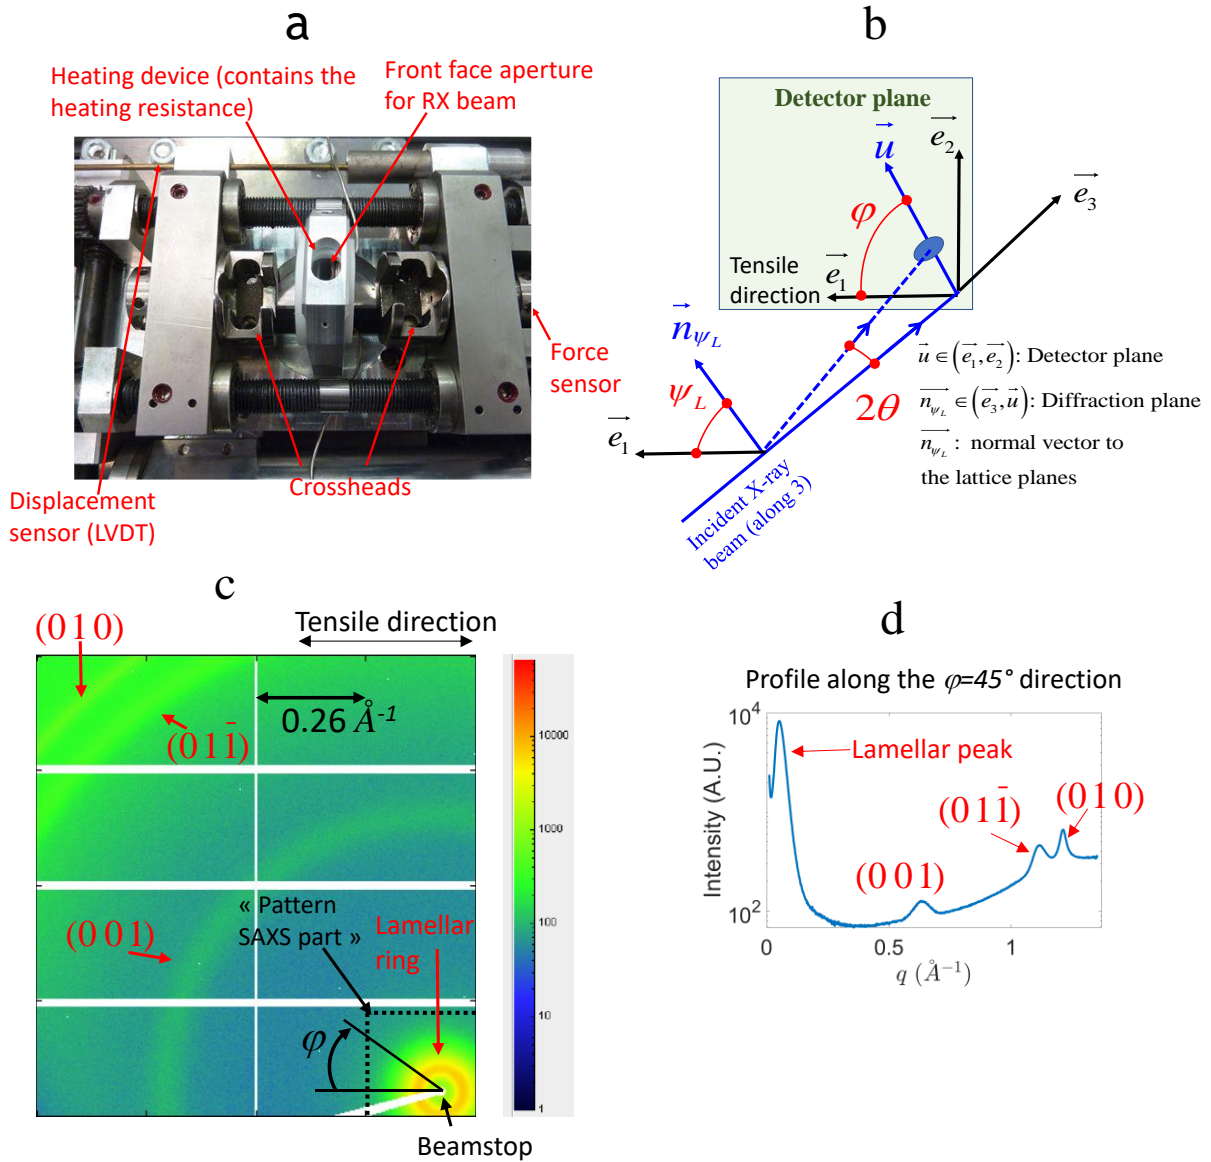 a
Heating device (contains the
heating resistance)
Front face aperture
for RX beam
Force
sensor
Crossheads
Displacement
sensor (LVDT)
b
Detector plane
u
e2
e3
φ
Tensile
direction
e1
nψL
ψL
e1
2θ
Incident X-ray
beam (along 3)
u ∈ (e1, e2): Detector plane
nψL ∈ (e3, u): Diffraction plane
nψL : normal vector to
the lattice planes
c
(0 1 0)
Tensile direction
0.26 Å-1
(0 1 1̄)
(0 0 1)
« Pattern
SAXS part »
Lamellar
ring
φ
Beamstop
10000
1000
100
10
1
d
Profile along the φ=45° direction
10^4
10^2
Intensity (A.U.)
Lamellar peak
(0 1 1̄)
(0 1 0)
(0 0 1)
0
0.5
1
q (Å−1)